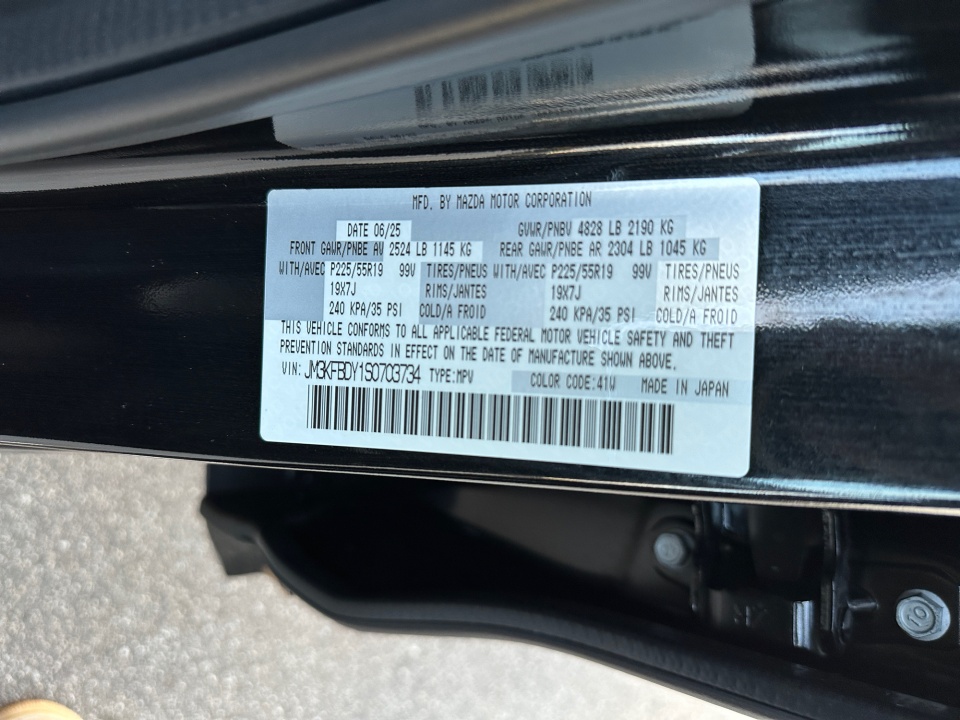 MFD. BY MAZDA MOTOR CORPORATION
DATE 06/25 GVWR/PNBV 4828 LB 2190 KG
FRONT GAWR/PNBE AV 2524 LB 1145 KG REAR GAWR/PNBE AR 2304 LB 1045 KG
WITH/AVEC P225/55R19 99V TIRES/PNEUS WITH/AVEC P225/55R19 99V TIRES/PNEUS
19X7J RIMS/JANTES 19X7J RIMS/JANTES
240 KPA/35 PSI COLD/A FROID 240 KPA/35 PSI COLD/A FROID
THIS VEHICLE CONFORMS TO ALL APPLICABLE FEDERAL MOTOR VEHICLE SAFETY AND THEFT
PREVENTION STANDARDS IN EFFECT ON THE DATE OF MANUFACTURE SHOWN ABOVE.
VIN: JM3KFBDY1S0703734 TYPE:MPV COLOR CODE:41W MADE IN JAPAN
10